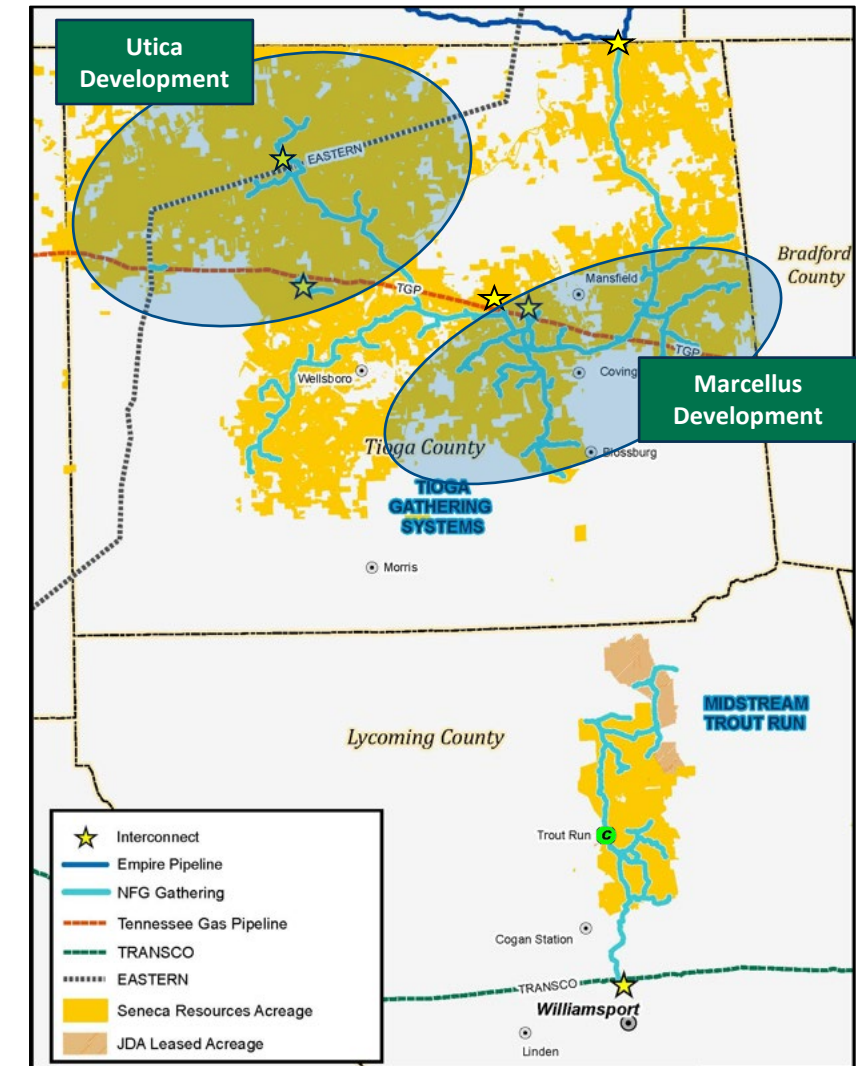 Utica
Development
EASTERN
Bradford
County
Mansfield
TGP
TGP
Wellsboro
Coving
Marcellus
Development
Tioga County
Blossburg
TIOGA
GATHERING
SYSTEMS
Morris
MIDSTREAM
TROUT RUN
Lycoming County
Trout Run
C
Cogan Station
TRANSCO
Williamsport
Linden
Interconnect
Empire Pipeline
NFG Gathering
Tennessee Gas Pipeline
TRANSCO
EASTERN
Seneca Resources Acreage
JDA Leased Acreage